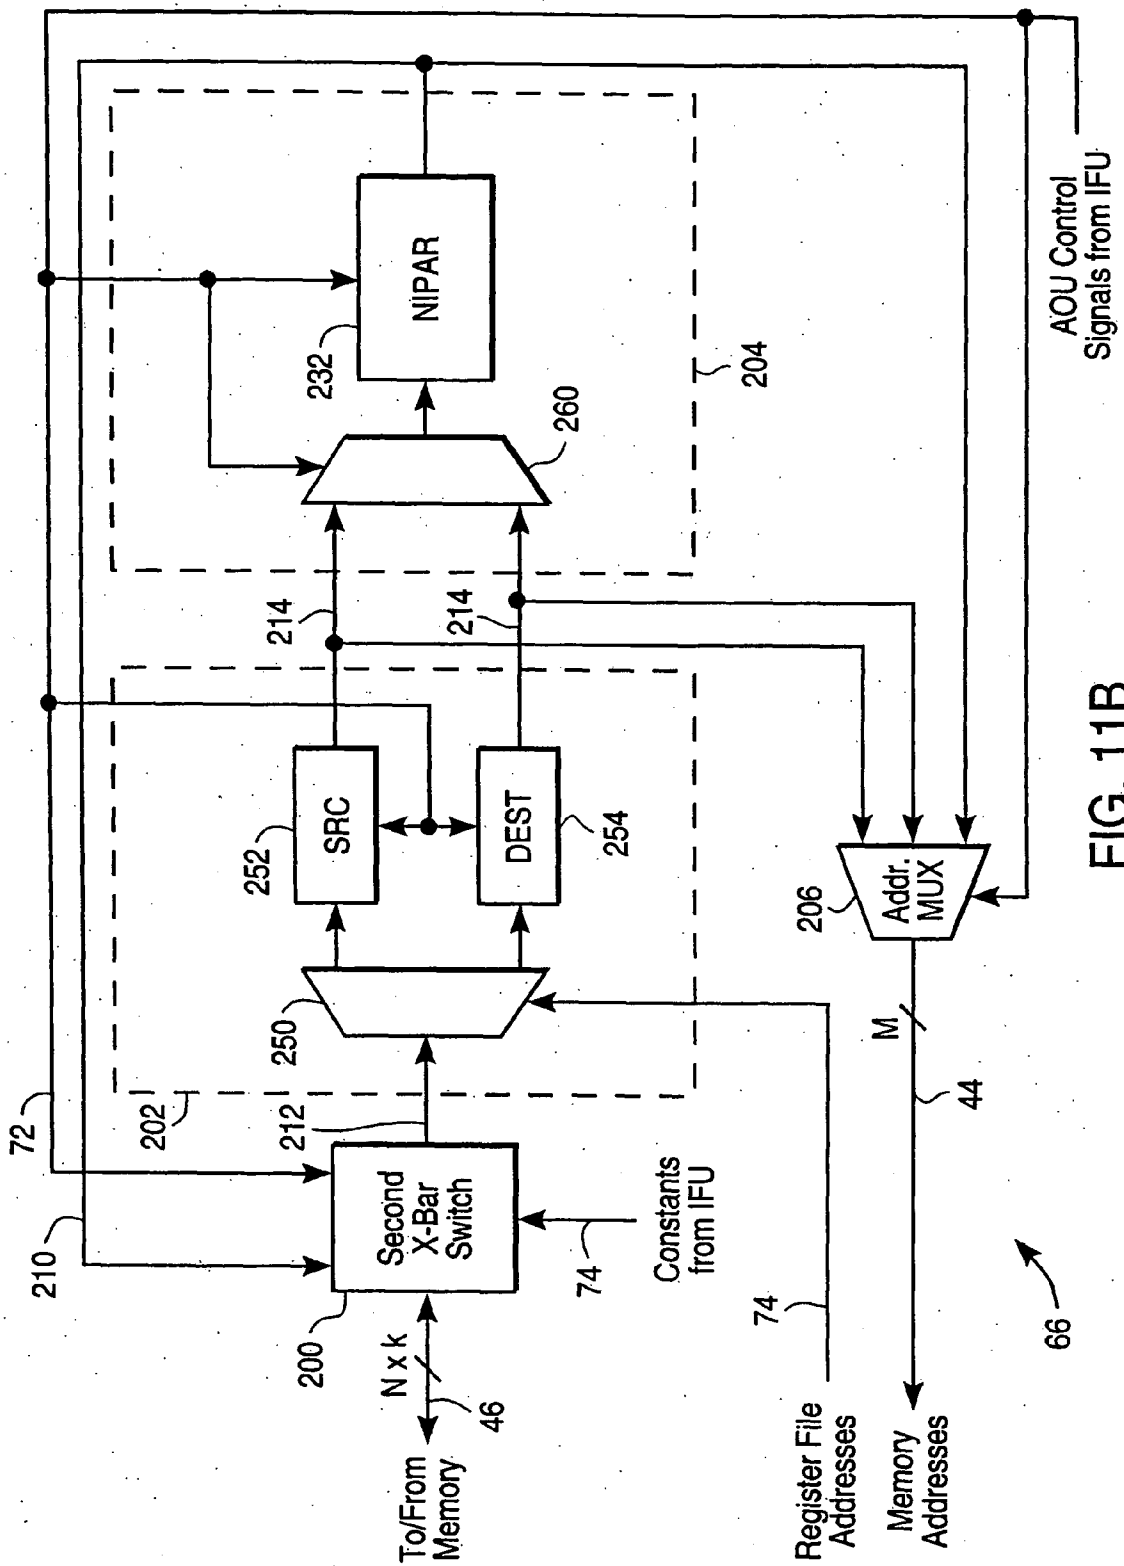 72
210
202
212
250
252
SRC
DEST
254
214
214
232
NIPAR
260
204
Second
X-Bar
Switch
200
N x k
46
To/From
Memory
74
Constants
from IFU
206
Addr.
MUX
M
44
74
Register File
Addresses
Memory
Addresses
66
AOU Control
Signals from IFU
FIG. 11B